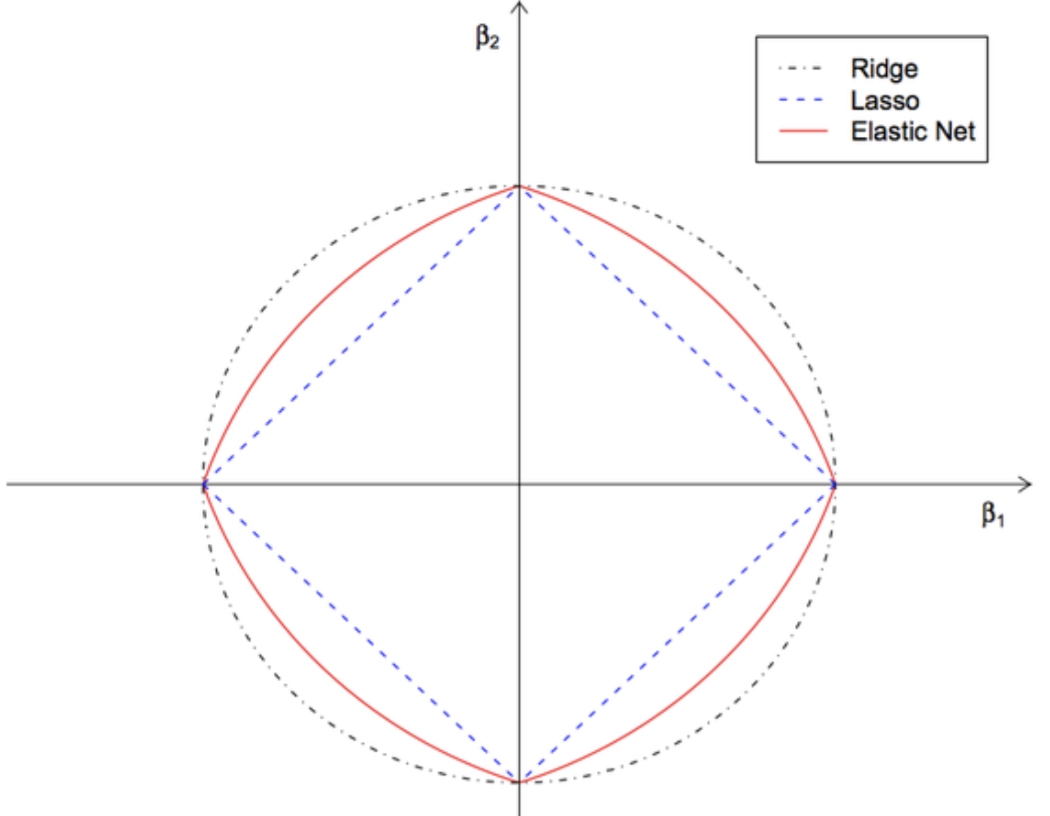 β₂
Ridge
Lasso
Elastic Net
β₁